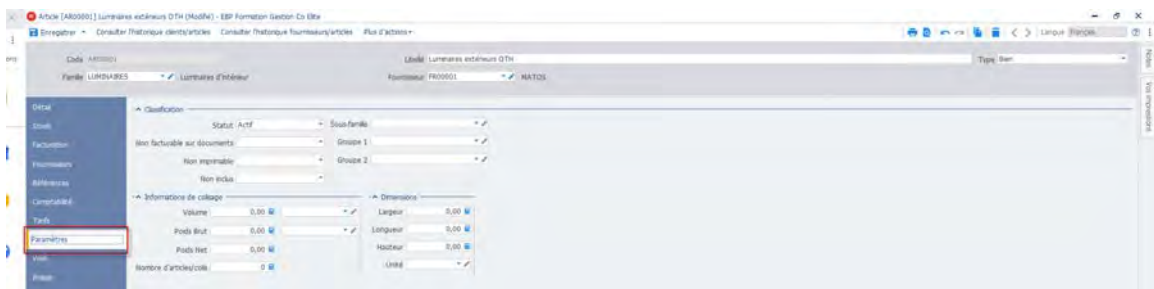 Article [AR00001] Luminaires extérieurs OTH (Modifié) - EBP Formation Gestion Co Elite
Enregistrer Consulter l'historique clients/articles Consulter l'historique fournisseurs/articles Plus d'actions Langue Français
Code AR00001 Libellé Luminaires extérieurs OTH Type Bien
Famille LUMINAIRES Luminaires d'intérieur Fournisseur FR00001 MATOS
Notes
Vos impressions
Détail
Stock
Facturation
Fournisseurs
Références
Comptabilité
Tarifs
Paramètres
Web
Classification
Statut Actif Sous-famille
Non facturable sur documents Groupe 1
Non imprimable Groupe 2
Non inclus
Informations de colisage Dimensions
Volume 0,00 Largeur 0,00
Poids Brut 0,00 Longueur 0,00
Poids Net 0,00 Hauteur 0,00
Nombre d'articles/colis 0 Unité